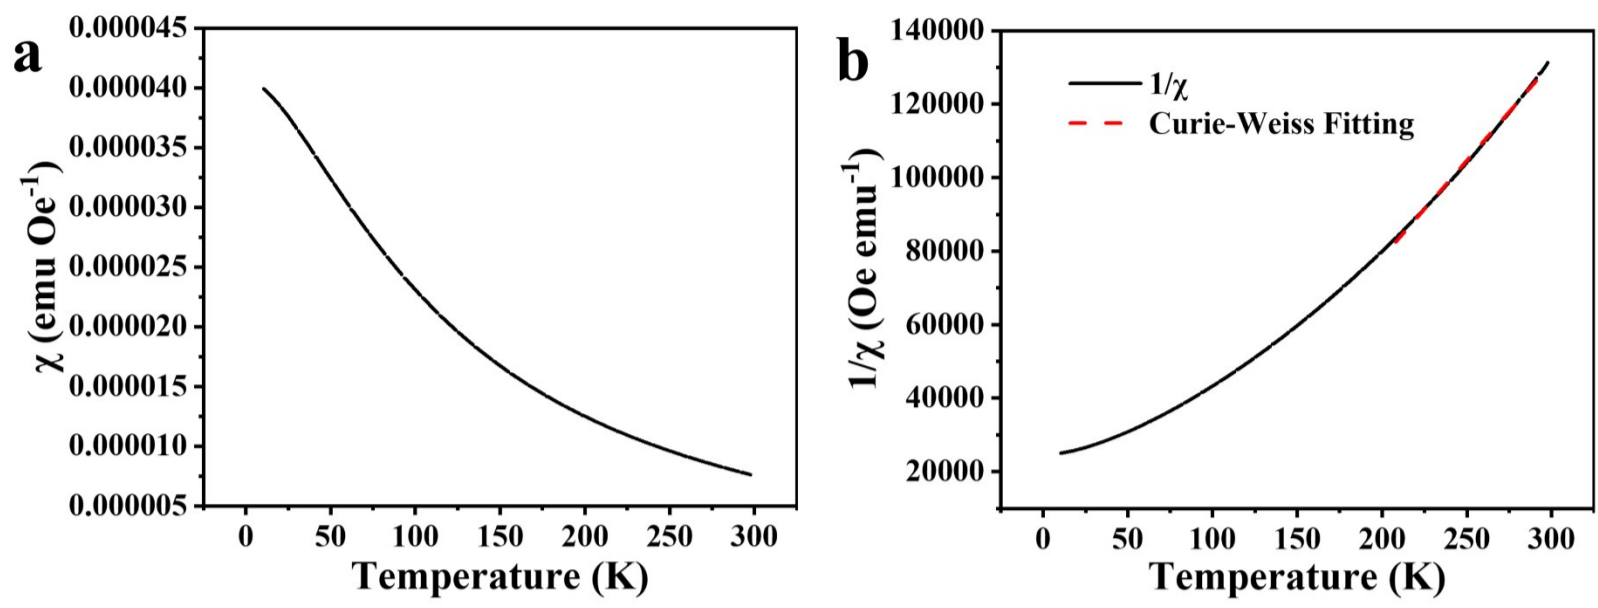 a
0.000045
0.000040
0.000035
0.000030
0.000025
0.000020
0.000015
0.000010
0.000005
χ (emu Oe⁻¹)
0 50 100 150 200 250 300
Temperature (K)
b
140000
120000
100000
80000
60000
40000
20000
1/χ (Oe emu⁻¹)
1/χ
Curie-Weiss Fitting
0 50 100 150 200 250 300
Temperature (K)